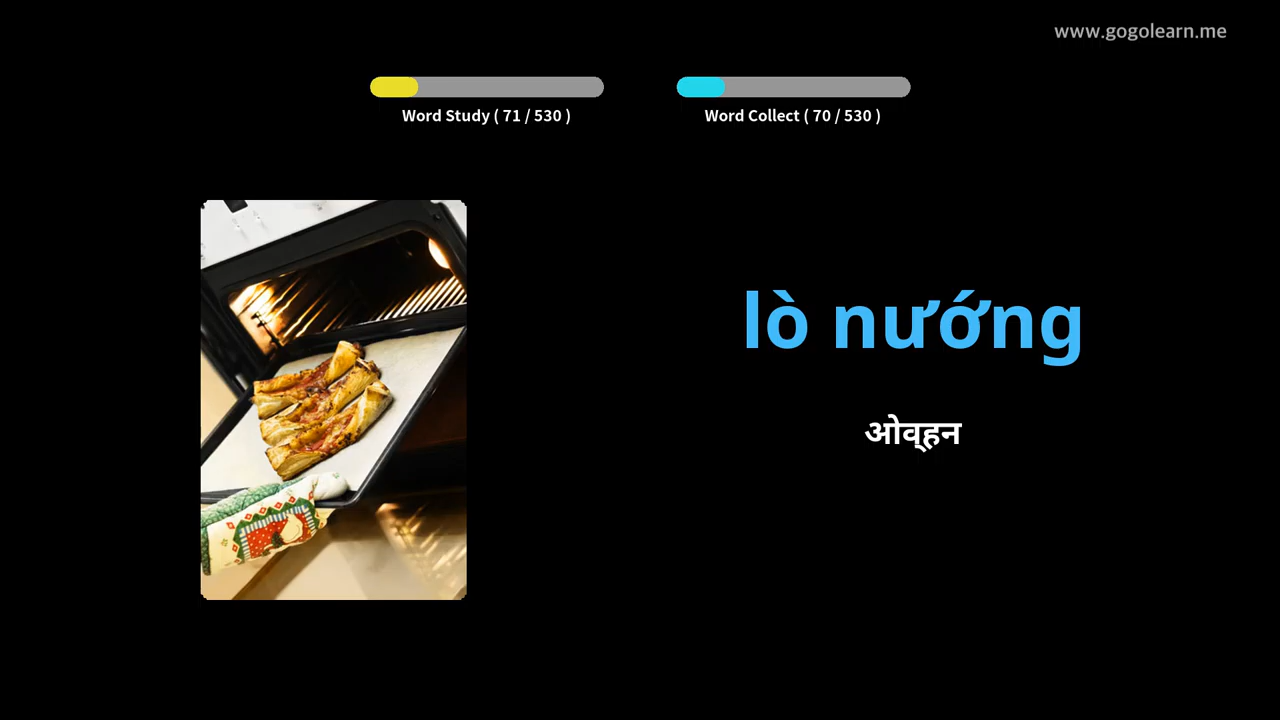 www.gogolearn.me
Word Study ( 71 / 530 )
Word Collect ( 70 / 530 )
lò nướng
ओव्हन